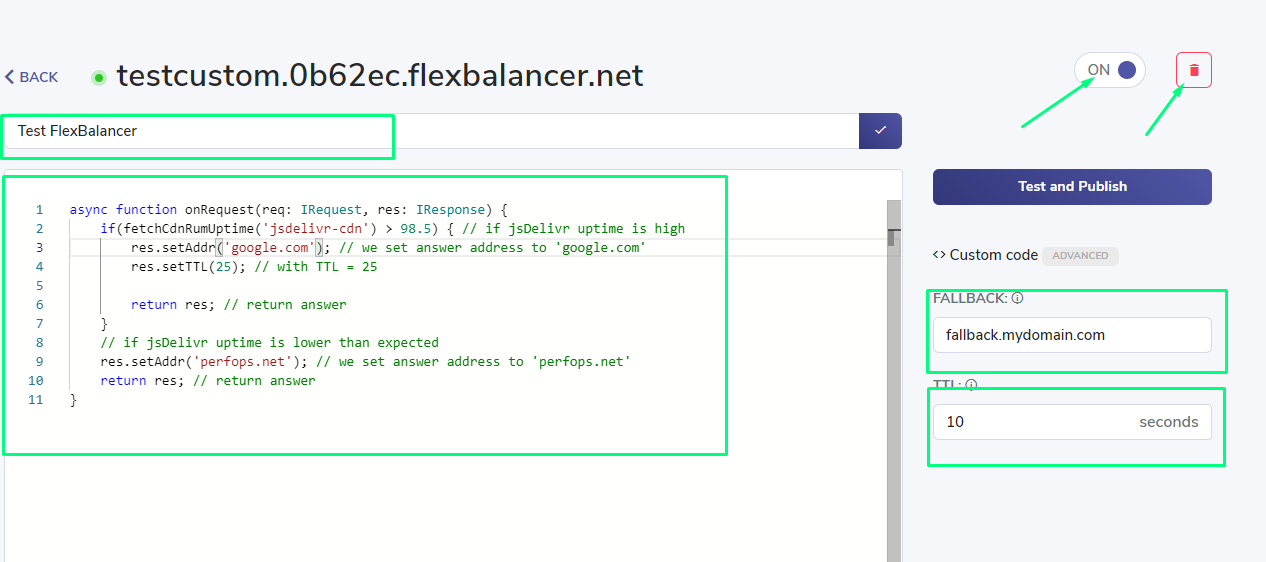 BACK
testcustom.0b62ec.flexbalancer.net
ON
Test FlexBalancer
Test and Publish
1 async function onRequest(req: IRequest, res: IResponse) {
2 if(fetchCdnRumUptime('jsdelivr-cdn') > 98.5) { // if jsDelivr uptime is high
3 res.setAddr('google.com'); // we set answer address to 'google.com'
4 res.setTTL(25); // with TTL = 25
5
6 return res; // return answer
7 }
8 // if jsDelivr uptime is lower than expected
9 res.setAddr('perfops.net'); // we set answer address to 'perfops.net'
10 return res; // return answer
11 }
<> Custom code ADVANCED
FALLBACK:
fallback.mydomain.com
TTL:
10 seconds